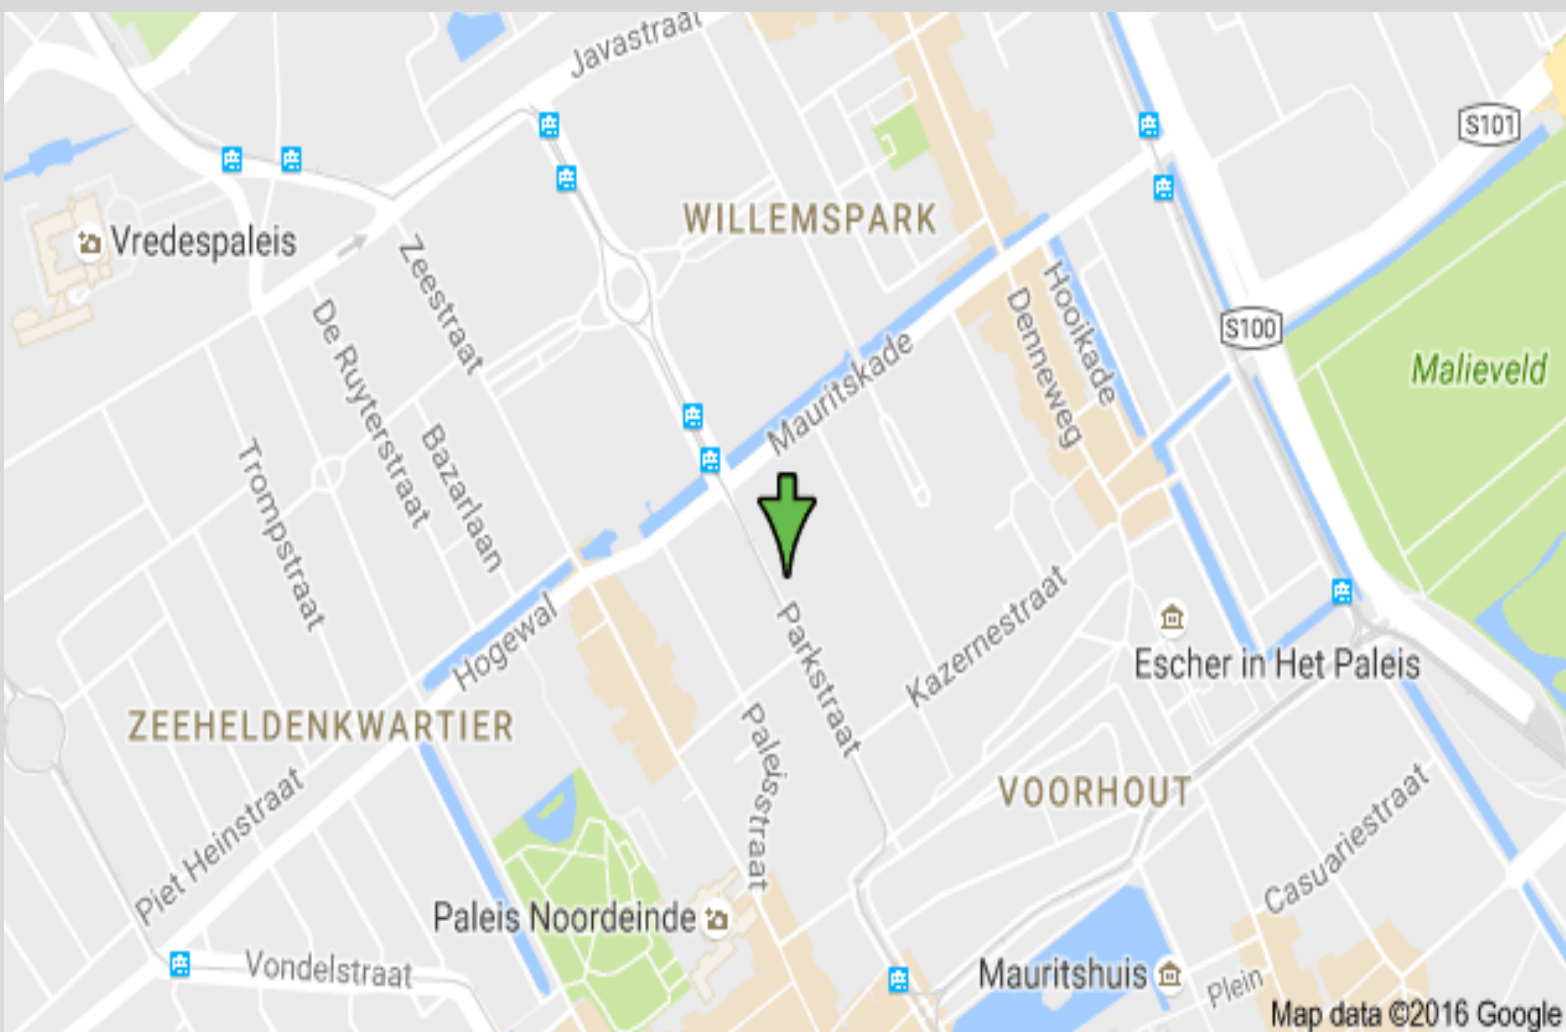 Javastraat
S101
WILLEMSPARK
Vredespaleis
Zeestraat
Hooikade
Denneweg
S100
De Ruyterstraat
Mauritskade
Malieveld
Bazarlaan
Trompstraat
Parkstraat
Kazernestraat
Hogewal
Escher in Het Paleis
ZEEHELDENKWARTIER
Paleisstraat
VOORHOUT
Piet Heinstraat
Casuariestraat
Paleis Noordeinde
Vondelstraat
Mauritshuis
Plein
Map data ©2016 Google